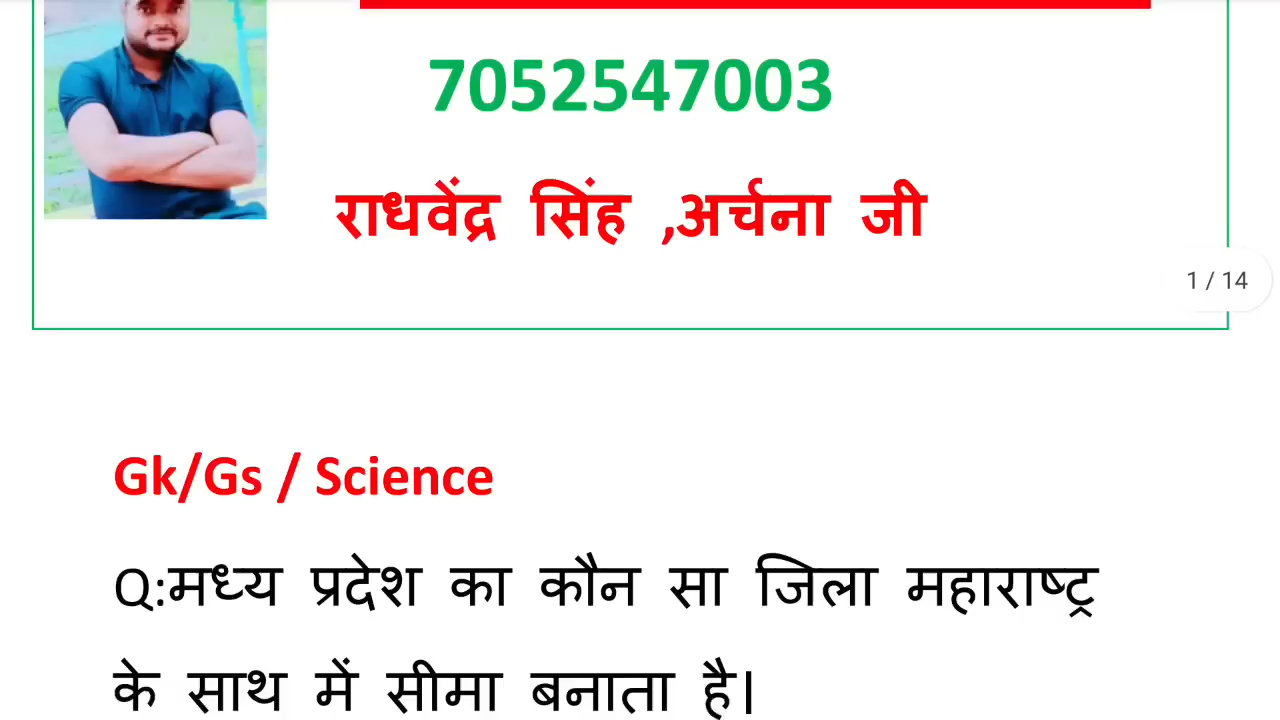 7052547003
राधवेंद्र सिंह ,अर्चना जी
1 / 14
Gk/Gs / Science
Q:मध्य प्रदेश का कौन सा जिला महाराष्ट्र
के साथ में सीमा बनाता है|